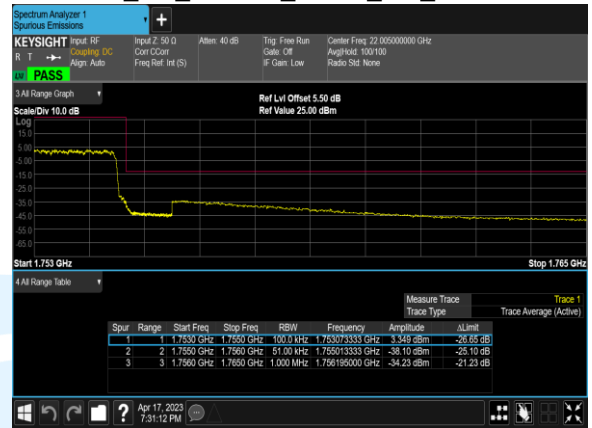 Spectrum Analyzer 1
Spurious Emissions
KEYSIGHT Input: RF Input Z: 50 Ω Atten: 40 dB Trig: Free Run Center Freq: 22.005000000 GHz
R T Coupling: DC Corr CCorr Gate: Off Avg|Hold: 100/100
Align: Auto Freq Ref: Int (S) IF Gain: Low Radio Std: None
PASS
3 All Range Graph
Ref Lvl Offset 5.50 dB
Scale/Div 10.0 dB Ref Value 25.00 dBm
Log
15.0
5.00
-5.00
-15.0
-25.0
-35.0
-45.0
-55.0
-65.0
Start 1.753 GHz Stop 1.765 GHz
4 All Range Table
Measure Trace Trace 1
Trace Type Trace Average (Active)
Spur Range Start Freq Stop Freq RBW Frequency Amplitude ΔLimit
1 1 1.7530 GHz 1.7550 GHz 100.0 kHz 1.753073333 GHz 3.349 dBm -26.65 dB
2 2 1.7550 GHz 1.7560 GHz 51.00 kHz 1.755013333 GHz -38.10 dBm -25.10 dB
3 3 1.7560 GHz 1.7650 GHz 1.000 MHz 1.756195000 GHz -34.23 dBm -21.23 dB
Apr 17, 2023
7:31:12 PM